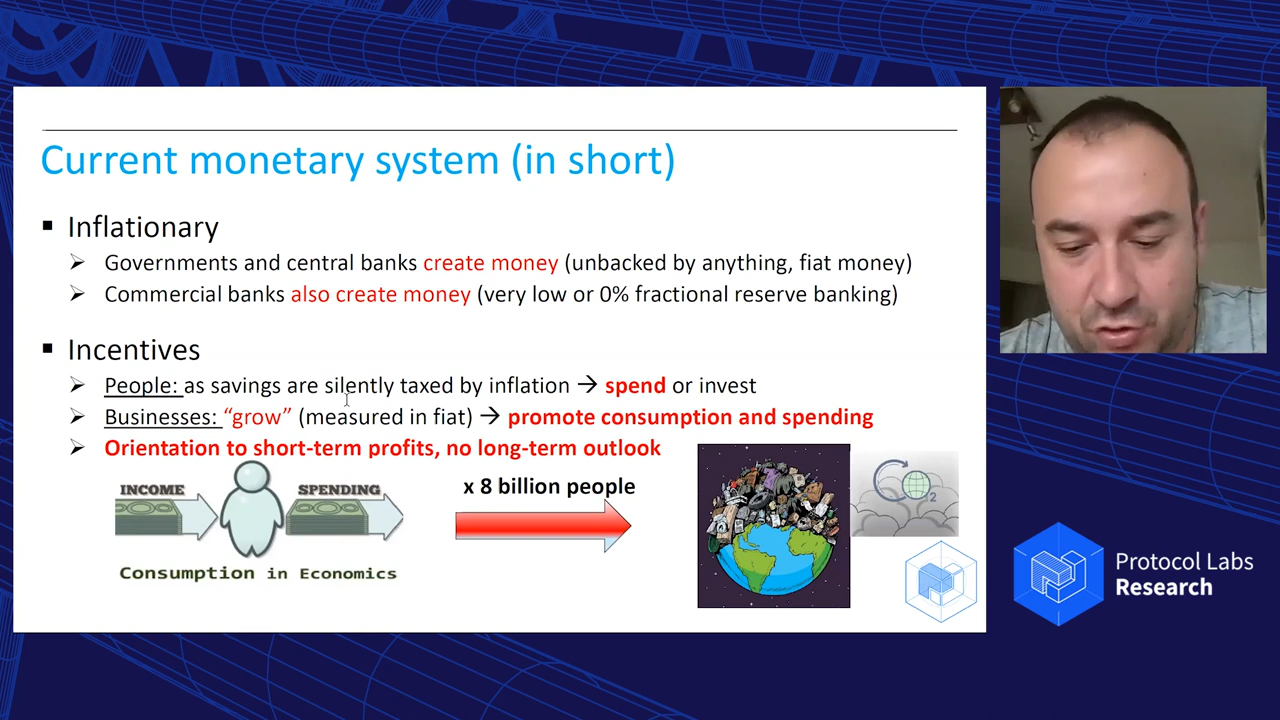 Current monetary system (in short)
▪ Inflationary
➢ Governments and central banks create money (unbacked by anything, fiat money)
➢ Commercial banks also create money (very low or 0% fractional reserve banking)
▪ Incentives
➢ People: as savings are silently taxed by inflation → spend or invest
➢ Businesses: “grow” (measured in fiat) → promote consumption and spending
➢ Orientation to short-term profits, no long-term outlook
INCOME
SPENDING
Consumption in Economics
x 8 billion people
2
Protocol Labs
Research